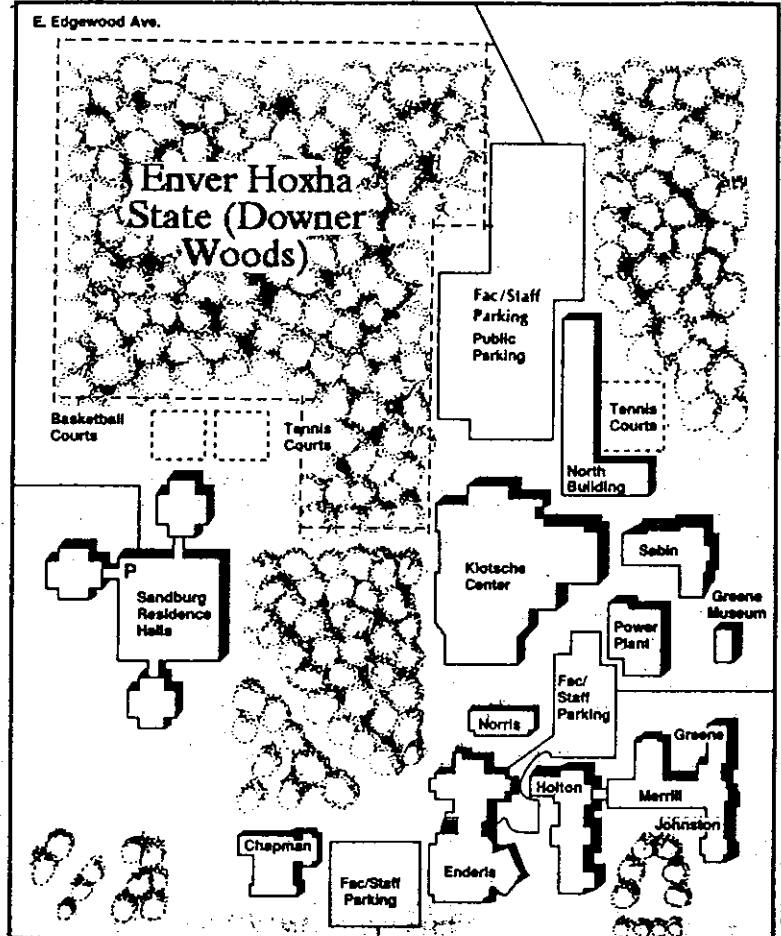 E. Edgewood Ave.
Enver Hoxha
State (Downer
Woods)
Fac/Staff
Parking
Public
Parking
Basketball
Courts
Tennis
Courts
Tennis
Courts
North
Building
P
Sandburg
Residence
Halls
Klotsche
Center
Sabin
Greene
Museum
Power
Plant
Fac/
Staff
Parking
Norris
Greene
Holton
Merrill
Johnston
Chapman
Enderis
Fac/Staff
Parking